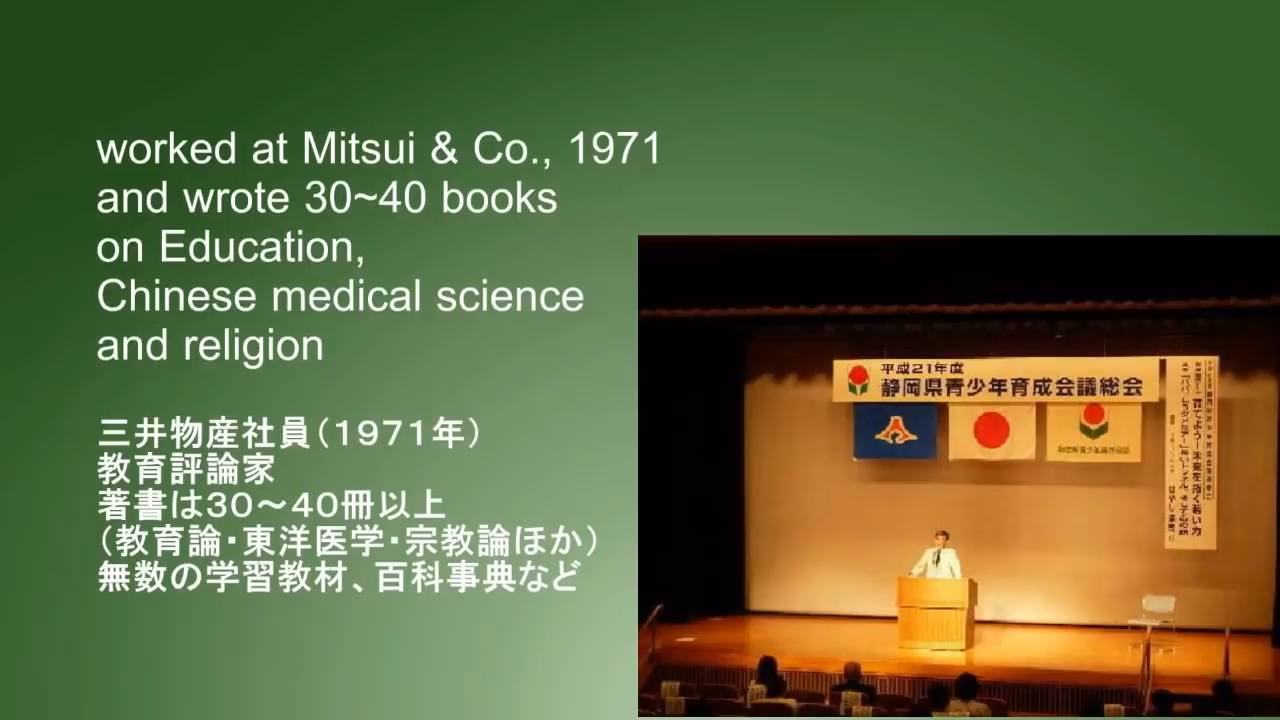 worked at Mitsui & Co., 1971
and wrote 30~40 books
on Education,
Chinese medical science
and religion
三井物産社員（1971年）
教育評論家
著書は30～40冊以上
（教育論・東洋医学・宗教論ほか）
無数の学習教材、百科事典など
平成21年度
静岡県青少年育成会議総会